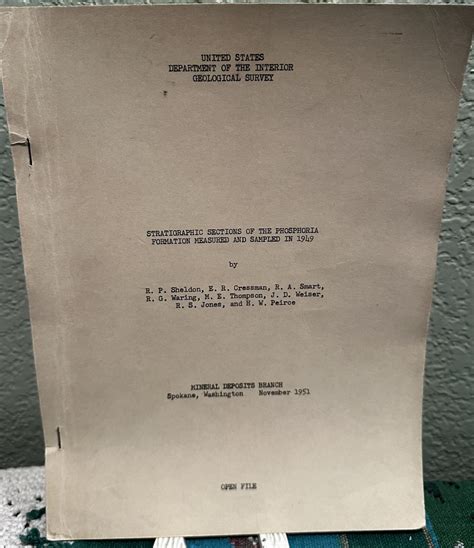 UNITED STATES
DEPARTMENT OF THE INTERIOR
GEOLOGICAL SURVEY
STRATIGRAPHIC SECTIONS OF THE PHOSPHORIA
FORMATION MEASURED AND SAMPLED IN 1949
by
R. P. Sheldon, E. R. Cressman, R. A. Smart,
R. G. Waring, M. E. Thompson, J. D. Weiser,
R. S. Jones, and H. W. Peirce
MINERAL DEPOSITS BRANCH
Spokane, Washington November 1951
OPEN FILE